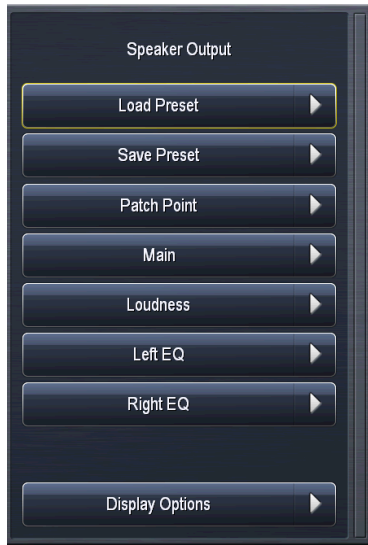 Speaker Output
Load Preset
Save Preset
Patch Point
Main
Loudness
Left EQ
Right EQ
Display Options